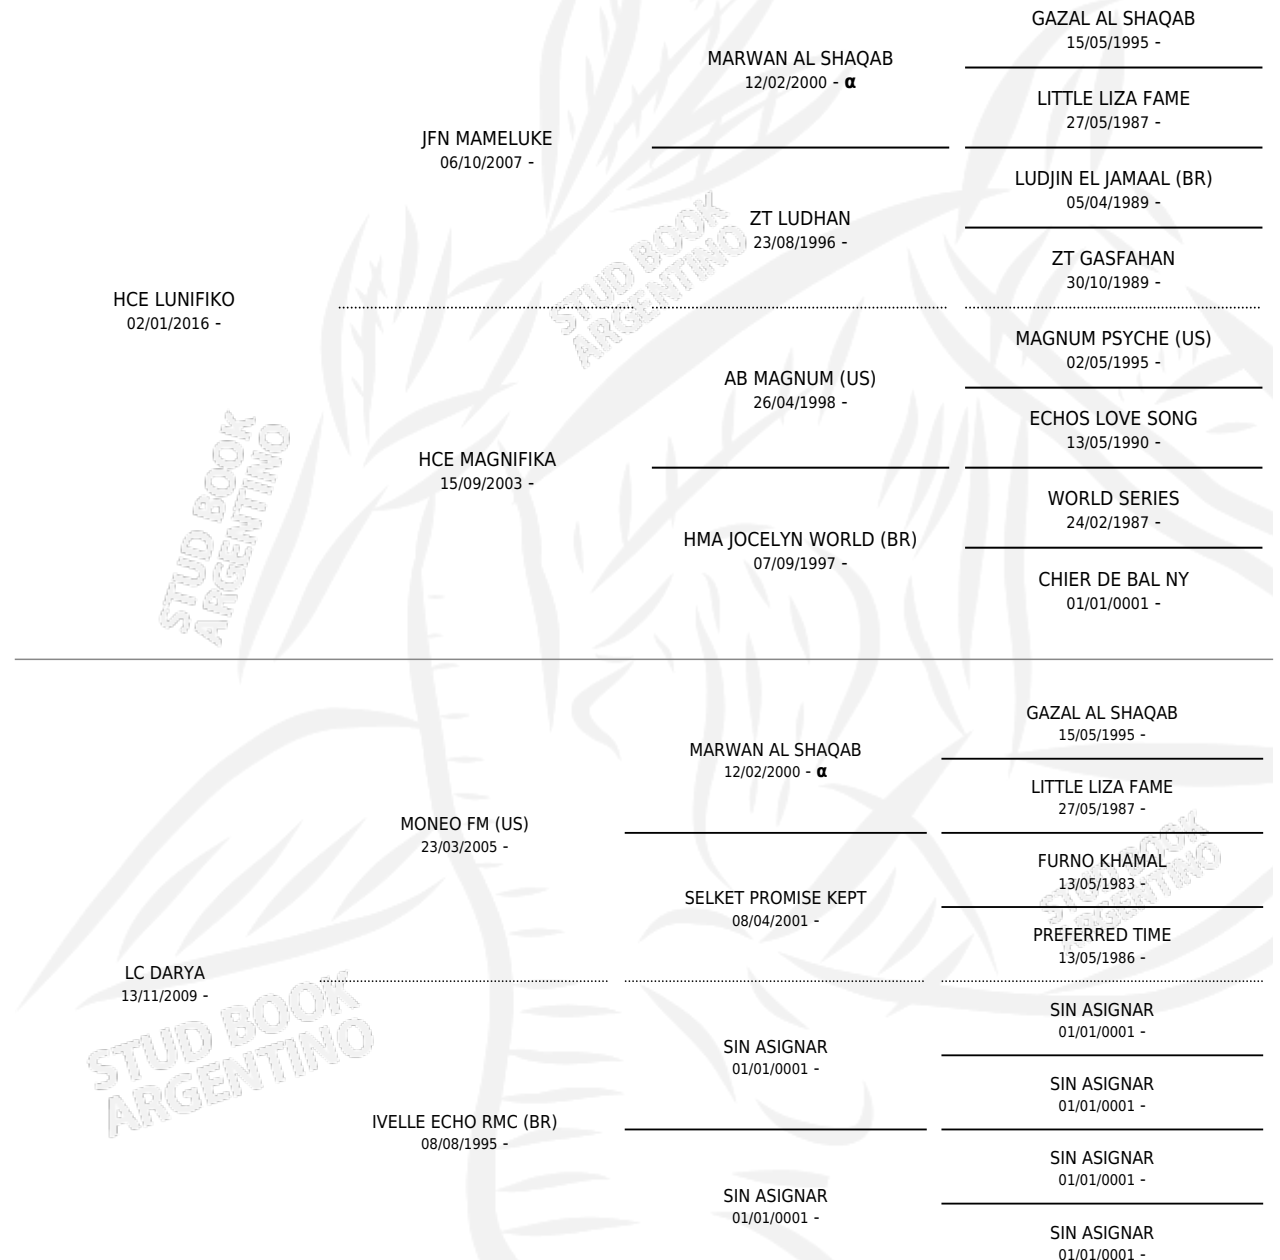 GAZAL AL SHAQAB
15/05/1995 -
MARWAN AL SHAQAB
12/02/2000 - α
LITTLE LIZA FAME
27/05/1987 -
JFN MAMELUKE
06/10/2007 -
LUDJIN EL JAMAAL (BR)
05/04/1989 -
ZT LUDHAN
23/08/1996 -
ZT GASFAHAN
30/10/1989 -
STUD BOOK
ARGENTINO
HCE LUNIFIKO
02/01/2016 -
MAGNUM PSYCHE (US)
02/05/1995 -
AB MAGNUM (US)
26/04/1998 -
ECHOS LOVE SONG
13/05/1990 -
HCE MAGNIFIKA
15/09/2003 -
WORLD SERIES
24/02/1987 -
HMA JOCELYN WORLD (BR)
07/09/1997 -
CHIER DE BAL NY
01/01/0001 -
STUD BOOK
ARGENTINO
GAZAL AL SHAQAB
15/05/1995 -
MARWAN AL SHAQAB
12/02/2000 - α
LITTLE LIZA FAME
27/05/1987 -
MONEO FM (US)
23/03/2005 -
FURNO KHAMAL
13/05/1983 -
SELKET PROMISE KEPT
08/04/2001 -
PREFERRED TIME
13/05/1986 -
STUD BOOK
ARGENTINO
LC DARYA
13/11/2009 -
SIN ASIGNAR
01/01/0001 -
SIN ASIGNAR
01/01/0001 -
SIN ASIGNAR
01/01/0001 -
STUD BOOK
ARGENTINO
IVELLE ECHO RMC (BR)
08/08/1995 -
SIN ASIGNAR
01/01/0001 -
SIN ASIGNAR
01/01/0001 -
SIN ASIGNAR
01/01/0001 -